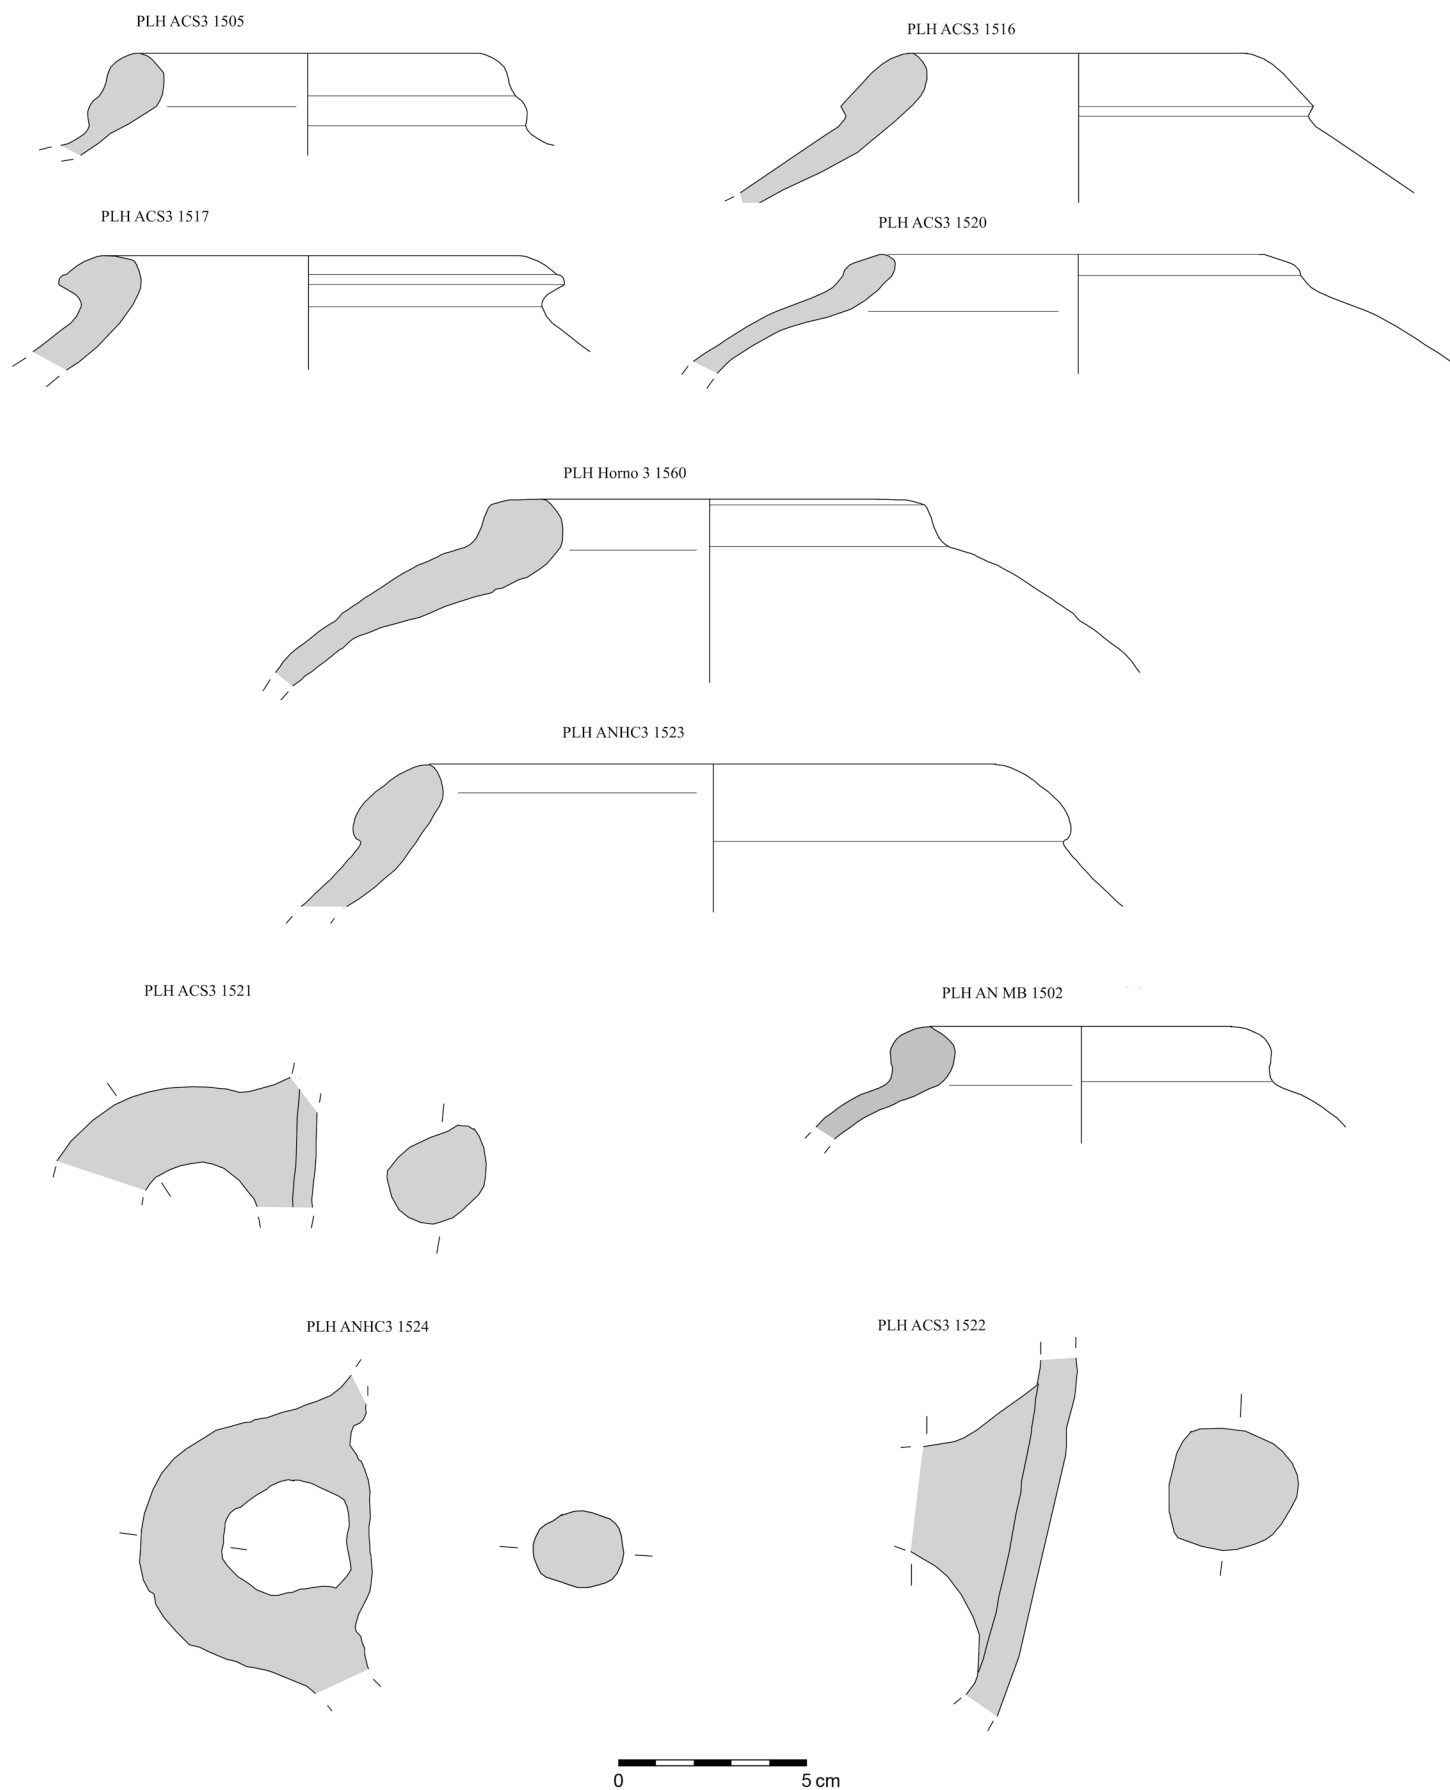 PLH ACS3 1505
PLH ACS3 1516
PLH ACS3 1517
PLH ACS3 1520
PLH Horno 3 1560
PLH ANHC3 1523
PLH ACS3 1521
PLH AN MB 1502
PLH ANHC3 1524
PLH ACS3 1522
0 5 cm